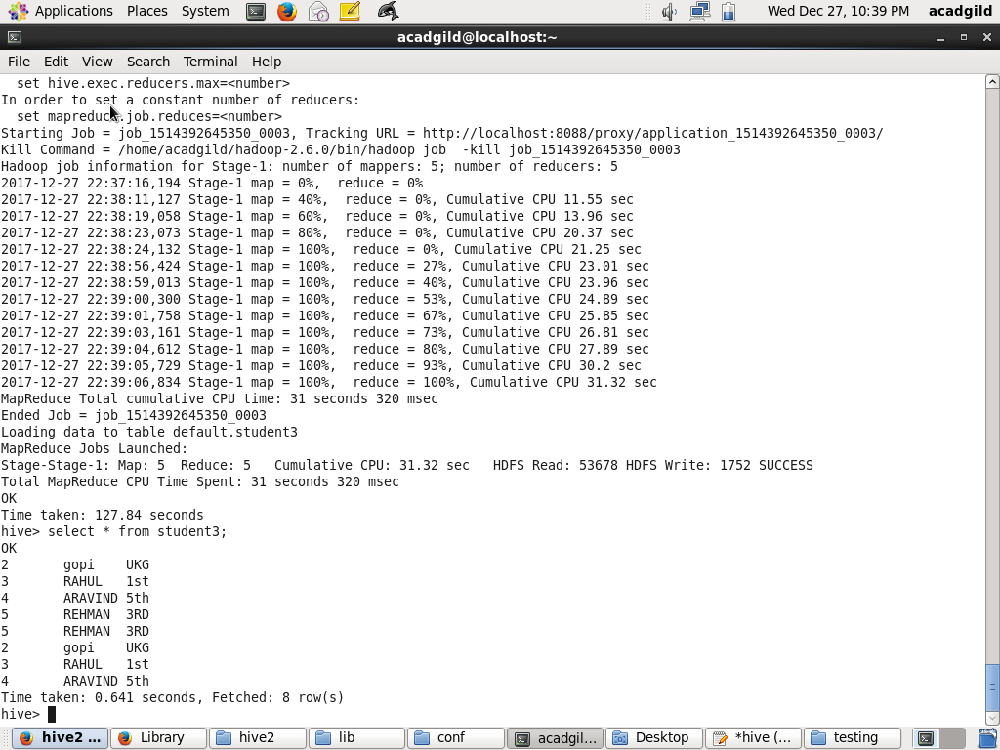 Applications Places System Wed Dec 27, 10:39 PM acadgild
acadgild@localhost:~
File Edit View Search Terminal Help
  set hive.exec.reducers.max=<number>
In order to set a constant number of reducers:
  set mapreduce.job.reduces=<number>
Starting Job = job_1514392645350_0003, Tracking URL = http://localhost:8088/proxy/application_1514392645350_0003/
Kill Command = /home/acadgild/hadoop-2.6.0/bin/hadoop job  -kill job_1514392645350_0003
Hadoop job information for Stage-1: number of mappers: 5; number of reducers: 5
2017-12-27 22:37:16,194 Stage-1 map = 0%,  reduce = 0%
2017-12-27 22:38:11,127 Stage-1 map = 40%,  reduce = 0%, Cumulative CPU 11.55 sec
2017-12-27 22:38:19,058 Stage-1 map = 60%,  reduce = 0%, Cumulative CPU 13.96 sec
2017-12-27 22:38:23,073 Stage-1 map = 80%,  reduce = 0%, Cumulative CPU 20.37 sec
2017-12-27 22:38:24,132 Stage-1 map = 100%,  reduce = 0%, Cumulative CPU 21.25 sec
2017-12-27 22:38:56,424 Stage-1 map = 100%,  reduce = 27%, Cumulative CPU 23.01 sec
2017-12-27 22:38:59,013 Stage-1 map = 100%,  reduce = 40%, Cumulative CPU 23.96 sec
2017-12-27 22:39:00,300 Stage-1 map = 100%,  reduce = 53%, Cumulative CPU 24.89 sec
2017-12-27 22:39:01,758 Stage-1 map = 100%,  reduce = 67%, Cumulative CPU 25.85 sec
2017-12-27 22:39:03,161 Stage-1 map = 100%,  reduce = 73%, Cumulative CPU 26.81 sec
2017-12-27 22:39:04,612 Stage-1 map = 100%,  reduce = 80%, Cumulative CPU 27.89 sec
2017-12-27 22:39:05,729 Stage-1 map = 100%,  reduce = 93%, Cumulative CPU 30.2 sec
2017-12-27 22:39:06,834 Stage-1 map = 100%,  reduce = 100%, Cumulative CPU 31.32 sec
MapReduce Total cumulative CPU time: 31 seconds 320 msec
Ended Job = job_1514392645350_0003
Loading data to table default.student3
MapReduce Jobs Launched:
Stage-Stage-1: Map: 5  Reduce: 5   Cumulative CPU: 31.32 sec   HDFS Read: 53678 HDFS Write: 1752 SUCCESS
Total MapReduce CPU Time Spent: 31 seconds 320 msec
OK
Time taken: 127.84 seconds
hive> select * from student3;
OK
2       gopi    UKG
3       RAHUL   1st
4       ARAVIND 5th
5       REHMAN  3RD
5       REHMAN  3RD
2       gopi    UKG
3       RAHUL   1st
4       ARAVIND 5th
Time taken: 0.641 seconds, Fetched: 8 row(s)
hive>
hive2 ... Library hive2 lib conf acadgil... Desktop *hive (... testing